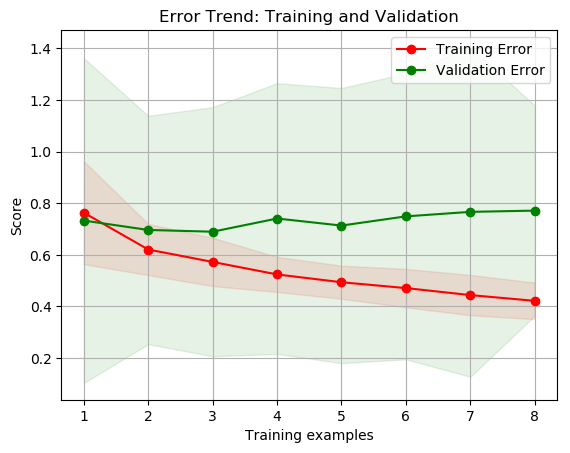 Error Trend: Training and Validation
Training Error
Validation Error
1.4
1.2
1.0
0.8
0.6
0.4
0.2
Score
1 2 3 4 5 6 7 8
Training examples